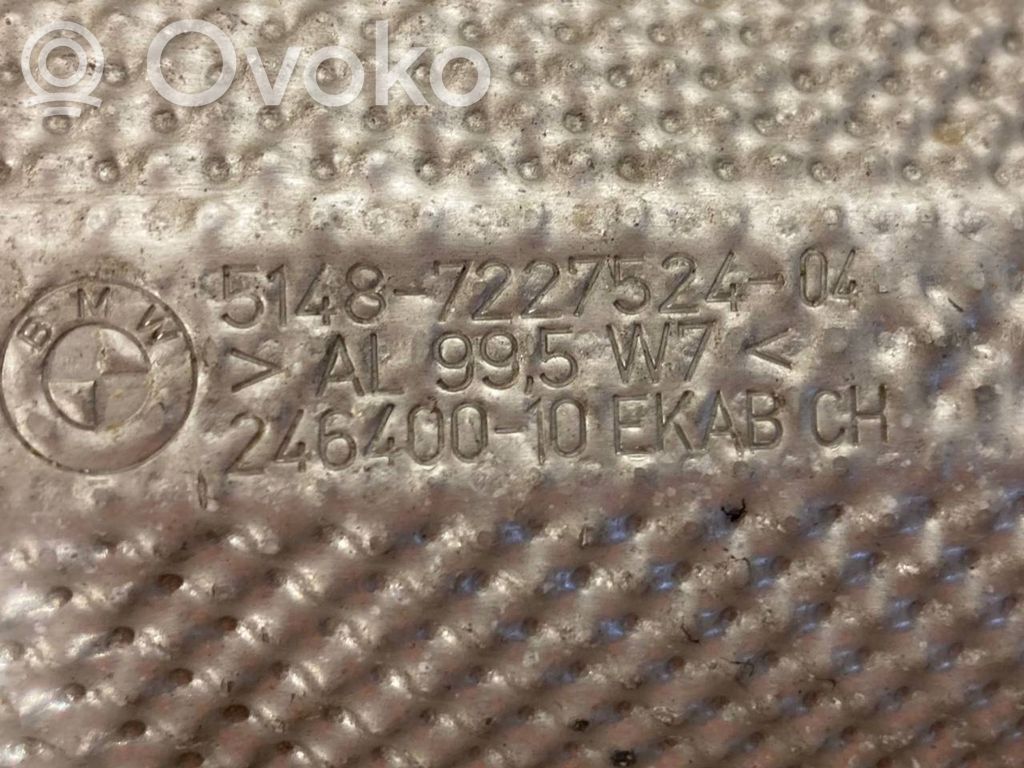 Ovoko
5148-7227524-04
BMW
> AL 99,5 W7 <
246400-10 EKAB CH